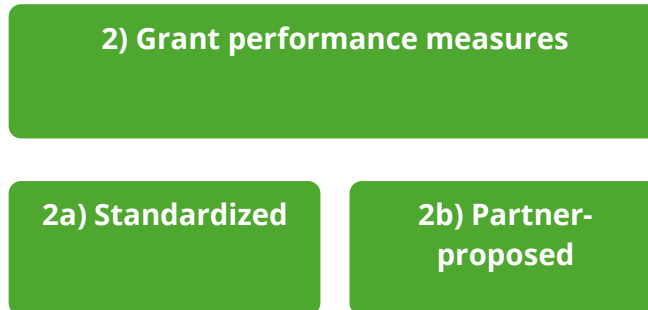 2) Grant performance measures
2a) Standardized
2b) Partner-
proposed